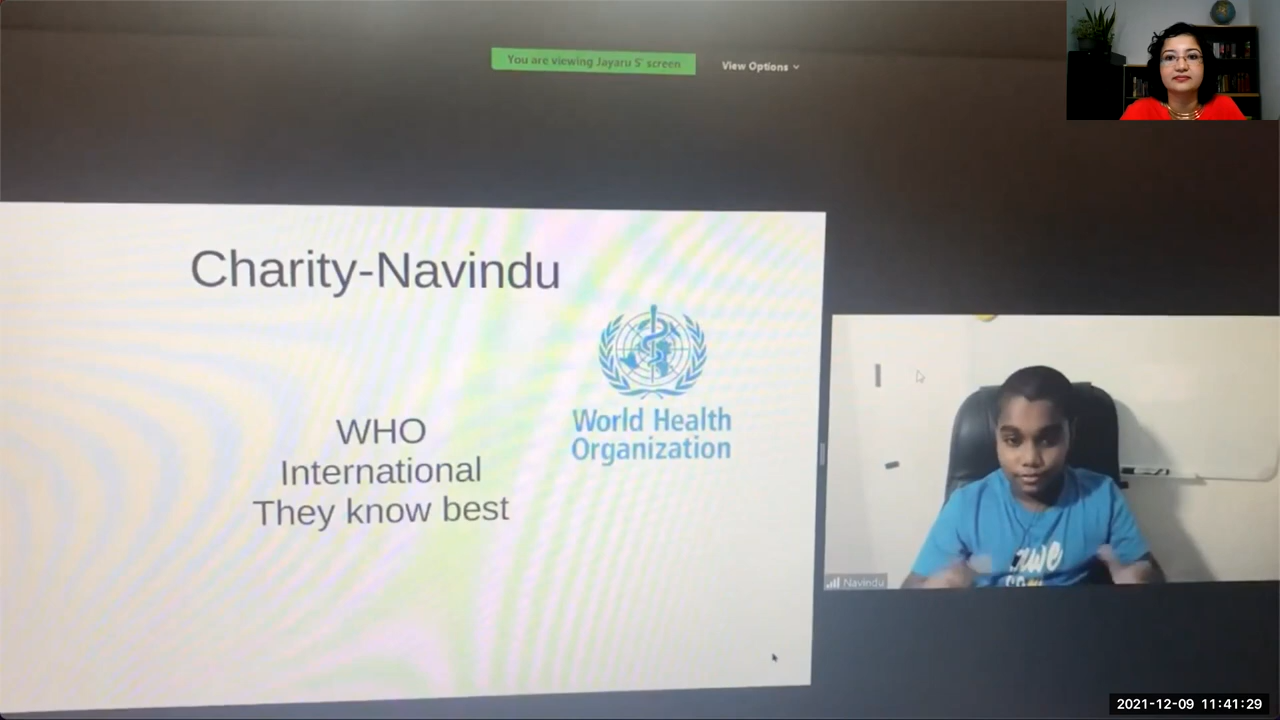 You are viewing Jayaru S' screen
View Options
Charity-Navindu
World Health
Organization
WHO
International
They know best
Navindu
2021-12-09 11:41:29